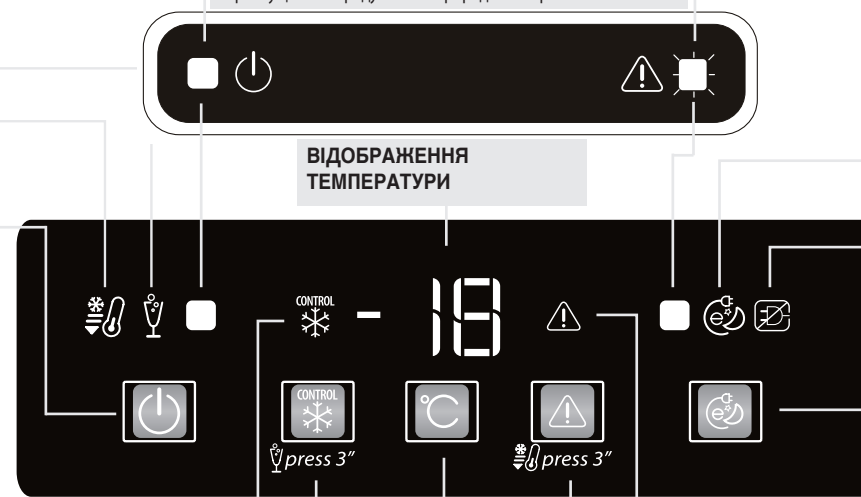 ВІДОБРАЖЕННЯ
ТЕМПЕРАТУРИ
CONTROL
- 18
e
CONTROL
°C
e
press 3”
press 3”